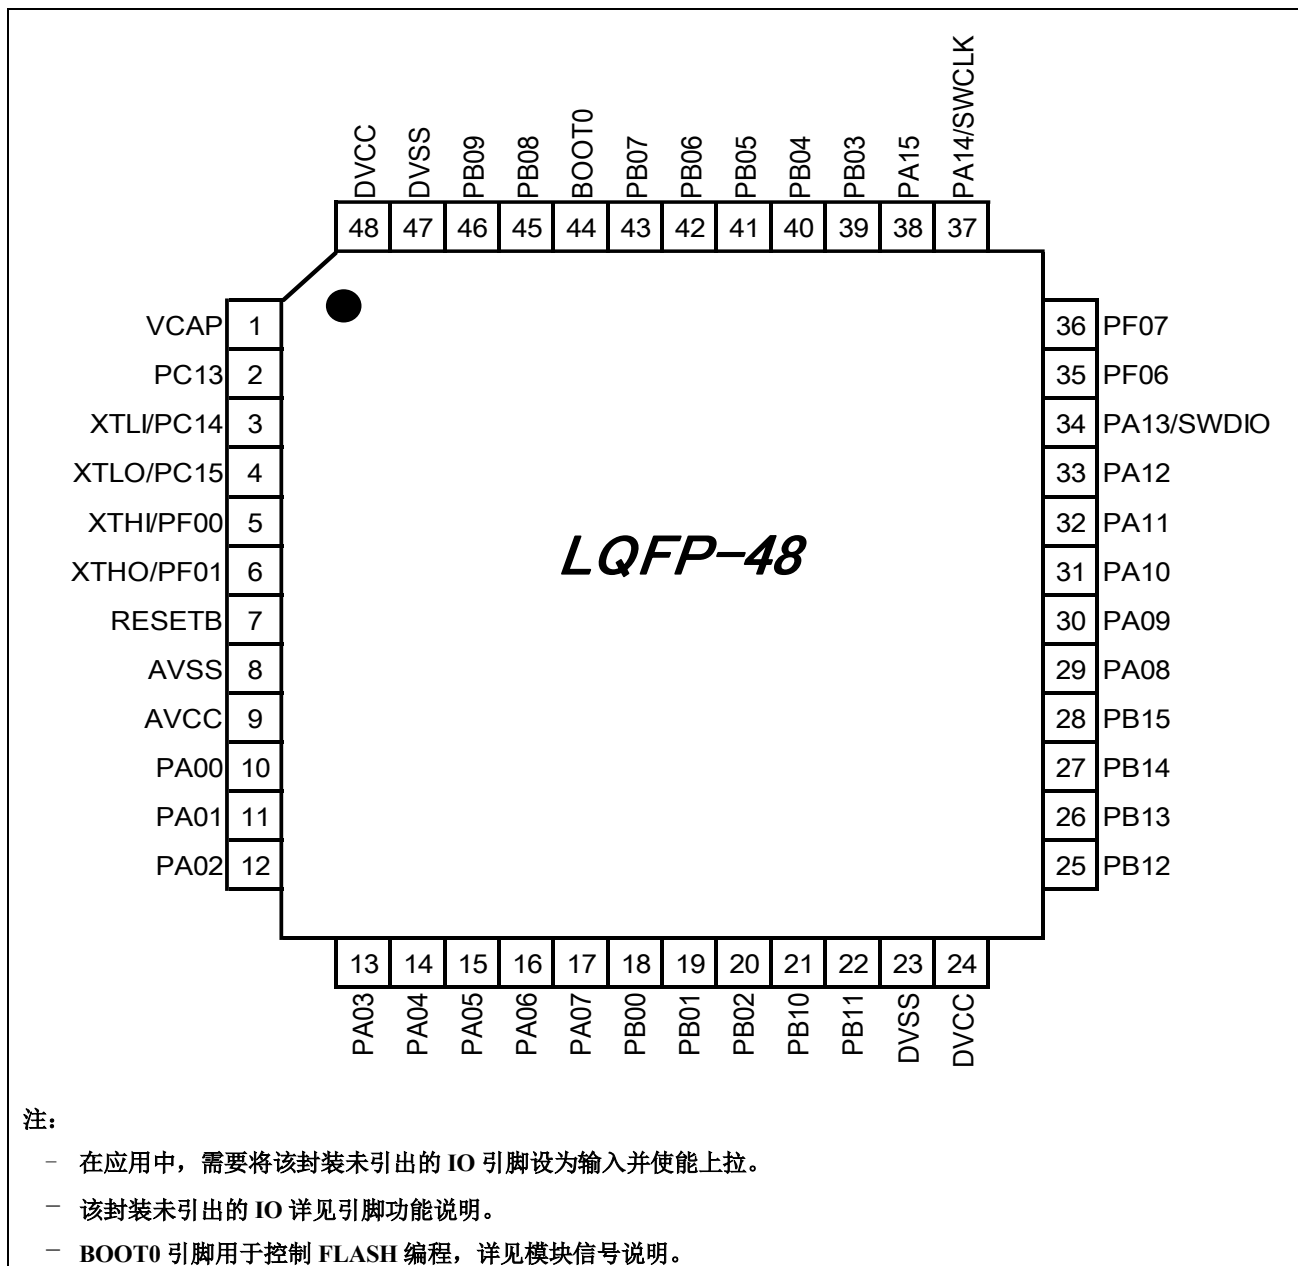 DVCC
DVSS
PB09
PB08
BOOT0
PB07
PB06
PB05
PB04
PB03
PA15
PA14/SWCLK
48 47 46 45 44 43 42 41 40 39 38 37
VCAP 1
PC13 2
XTLI/PC14 3
XTLO/PC15 4
XTHI/PF00 5
XTHO/PF01 6
RESETB 7
AVSS 8
AVCC 9
PA00 10
PA01 11
PA02 12
LQFP-48
36 PF07
35 PF06
34 PA13/SWDIO
33 PA12
32 PA11
31 PA10
30 PA09
29 PA08
28 PB15
27 PB14
26 PB13
25 PB12
13 14 15 16 17 18 19 20 21 22 23 24
PA03
PA04
PA05
PA06
PA07
PB00
PB01
PB02
PB10
PB11
DVSS
DVCC
注：
－ 在应用中，需要将该封装未引出的 IO 引脚设为输入并使能上拉。
－ 该封装未引出的 IO 详见引脚功能说明。
－ BOOT0 引脚用于控制 FLASH 编程，详见模块信号说明。